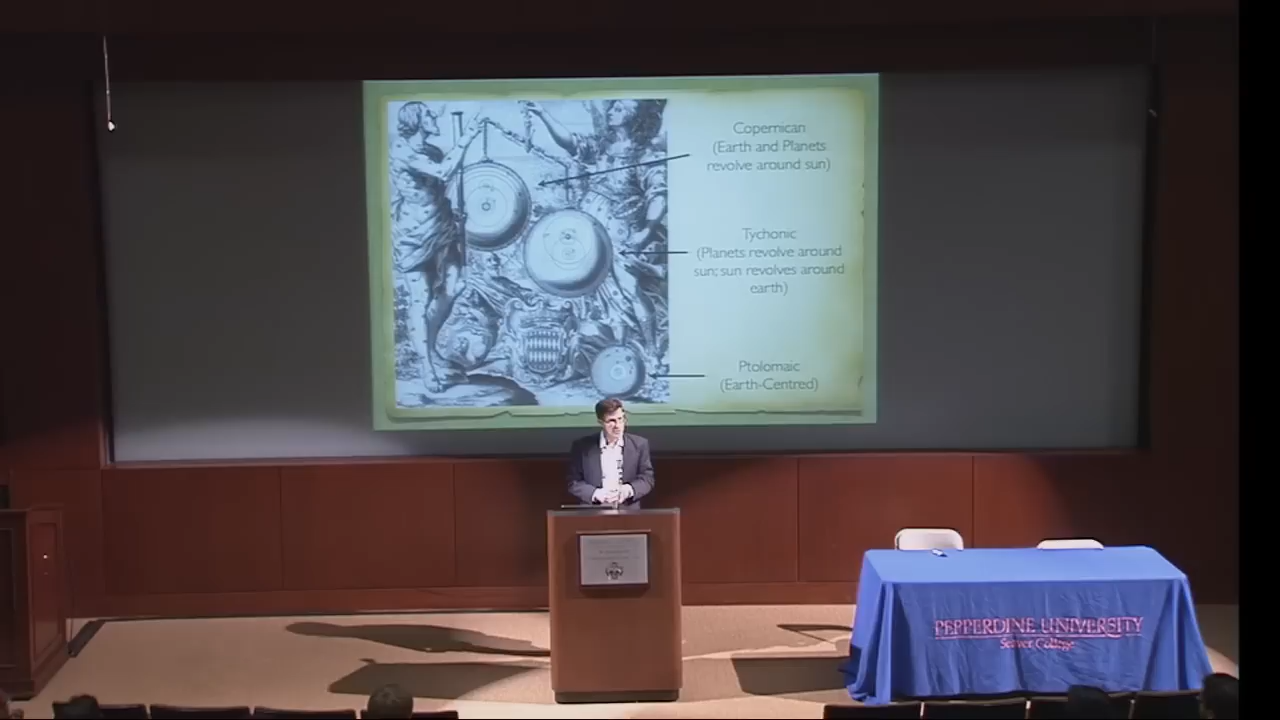 Copernican
(Earth and Planets
revolve around sun)
Tychonic
(Planets revolve around
sun; sun revolves around
earth)
Ptolomaic
(Earth-Centred)
PEPPERDINE UNIVERSITY
Seaver College